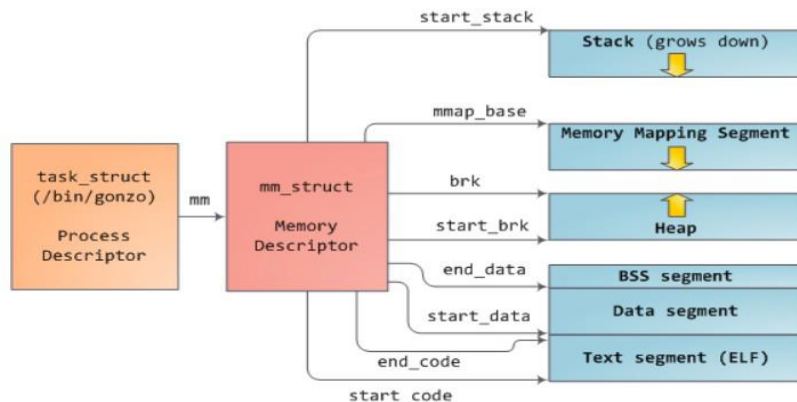 start_stack
Stack (grows down)
mmap_base
Memory Mapping Segment
task_struct
(/bin/gonzo)
Process
Descriptor
mm
mm_struct
Memory
Descriptor
brk
start_brk
Heap
end_data
BSS segment
start_data
Data segment
end_code
Text segment (ELF)
start code